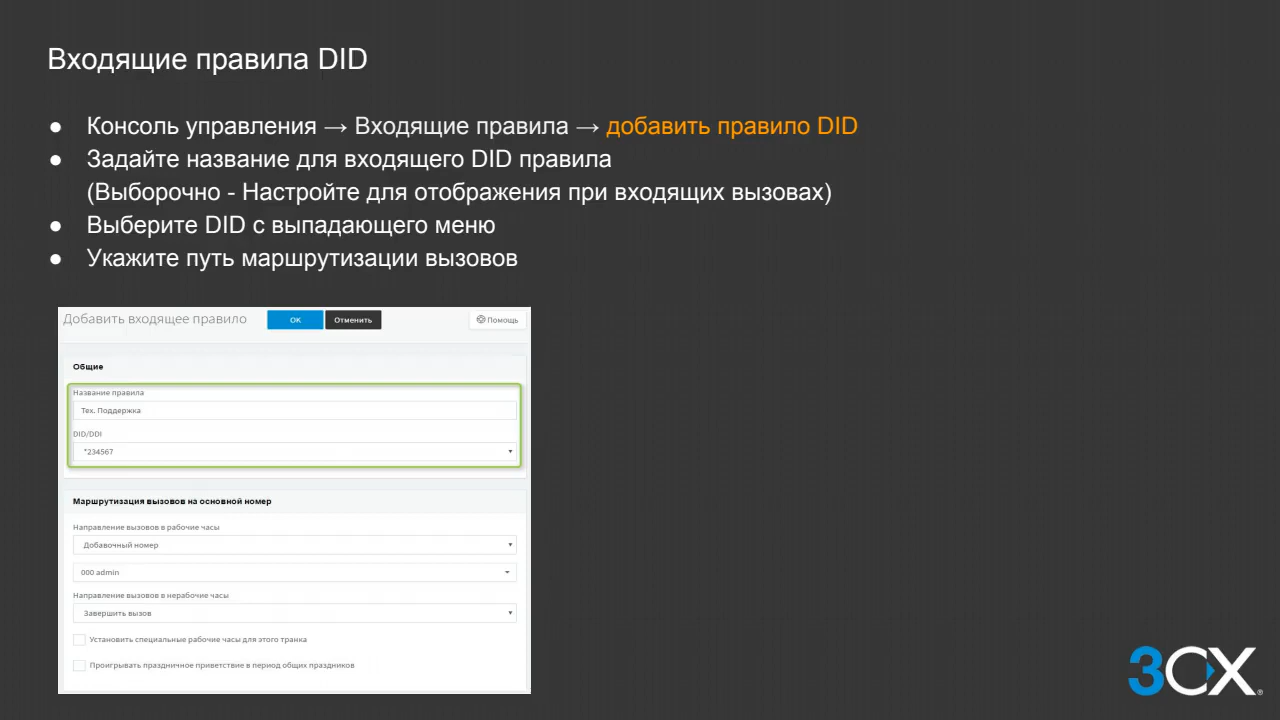 Входящие правила DID
● Консоль управления → Входящие правила → добавить правило DID
● Задайте название для входящего DID правила
(Выборочно - Настройте для отображения при входящих вызовах)
● Выберите DID с выпадающего меню
● Укажите путь маршрутизации вызовов
Добавить входящее правило OK Отменить Помощь
Общие
Название правила
Тех. Поддержка
DID/DDI
*234567
Маршрутизация вызовов на основной номер
Направление вызовов в рабочие часы
Добавочный номер
000 admin
Направление вызовов в нерабочие часы
Завершить вызов
Установить специальные рабочие часы для этого транка
Проигрывать праздничное приветствие в период общих праздников
3CX®